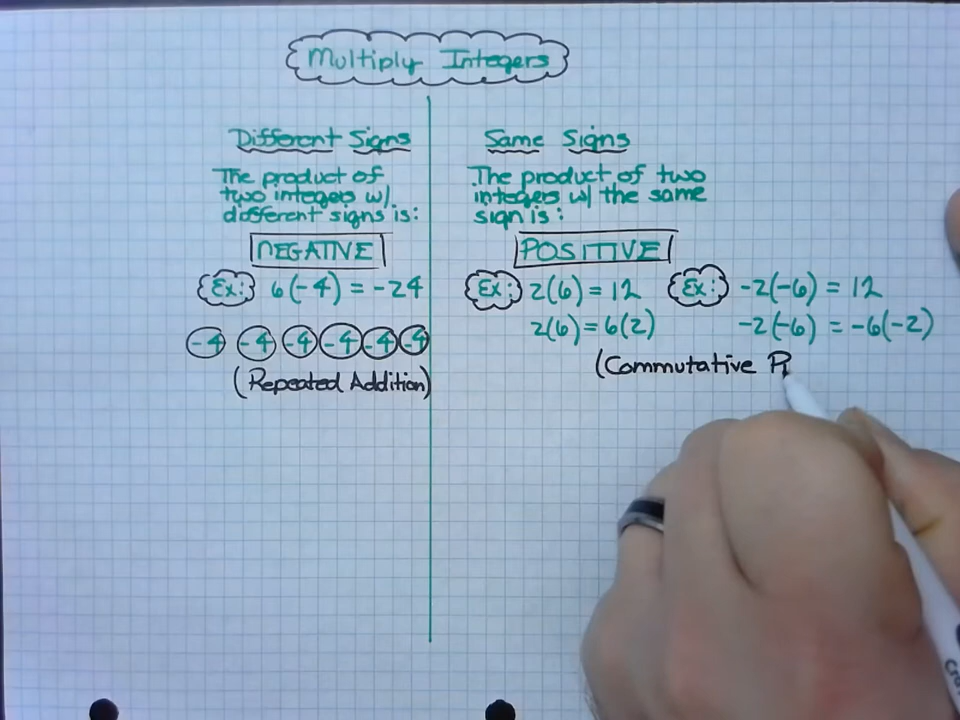 Multiply Integers
Different Signs
The product of
two integers w/
different signs is:
NEGATIVE
Ex: 6(-4) = -24
-4 -4 -4 -4 -4 -4
(Repeated Addition)
Same Signs
The product of two
integers w/ the same
sign is:
POSITIVE
Ex: 2(6) = 12
2(6) = 6(2)
Ex: -2(-6) = 12
-2(-6) = -6(-2)
(Commutative P